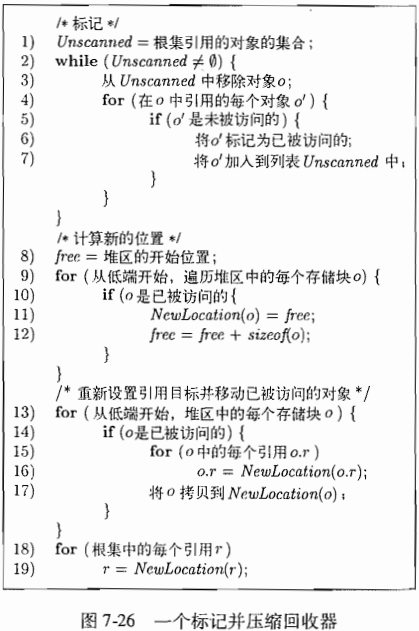 /* 标记 */
1) Unscanned = 根集引用的对象的集合;
2) while (Unscanned ≠ ∅) {
3) 从 Unscanned 中移除对象o;
4) for (在 o 中引用的每个对象 o′) {
5) if (o′ 是未被访问的) {
6) 将o′标记为已被访问的;
7) 将o′加入到列表 Unscanned 中;
}
}
}
/* 计算新的位置 */
8) free = 堆区的开始位置;
9) for (从低端开始, 遍历堆区中的每个存储块o) {
10) if (o 是已被访问的{
11) NewLocation(o) = free;
12) free = free + sizeof(o);
}
}
/* 重新设置引用目标并移动已被访问的对象 */
13) for (从低端开始, 堆区中的每个存储块 o) {
14) if (o是已被访问的) {
15) for (o 中的每个引用 o.r)
16) o.r = NewLocation(o.r);
17) 将 o 拷贝到 NewLocation(o);
}
}
18) for (根集中的每个引用 r)
19) r = NewLocation(r);
图 7-26 一个标记并压缩回收器